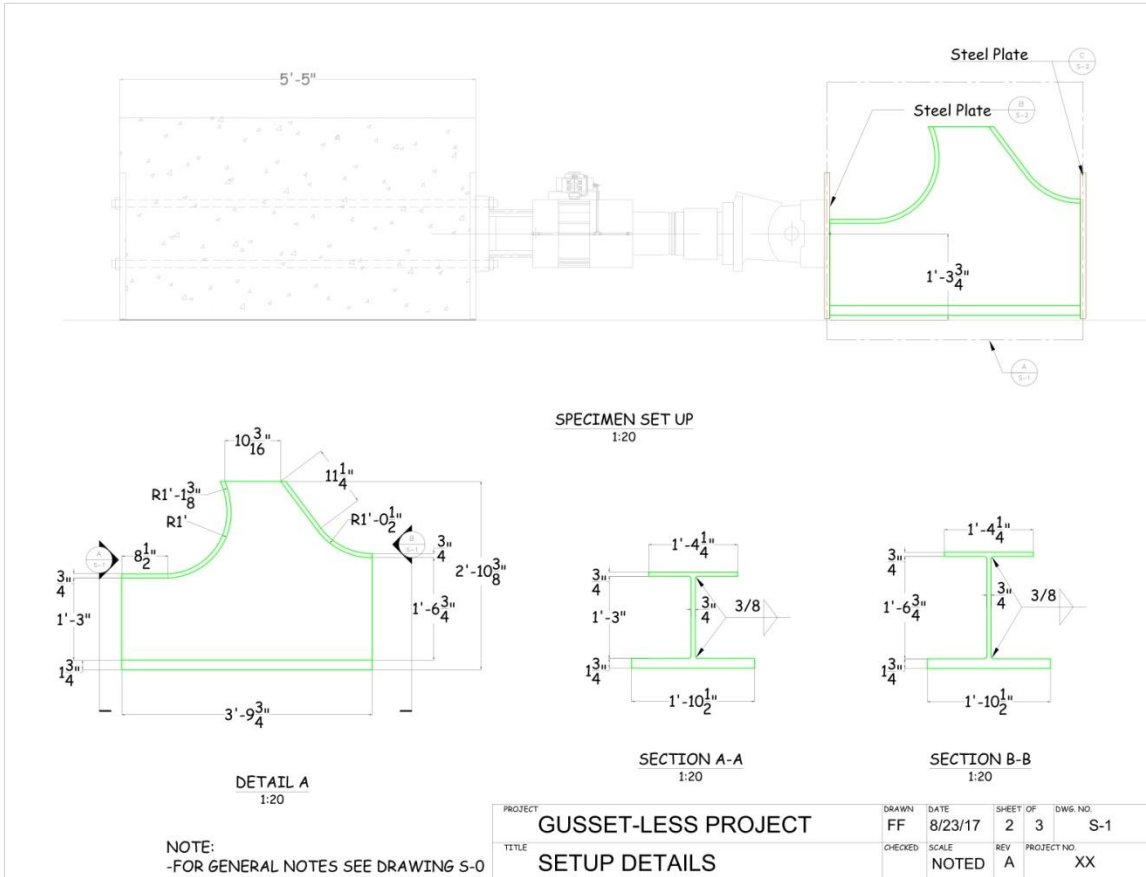 5'-5"
Steel Plate
C
S-2
Steel Plate
B
S-2
1'-3 3/4"
A
S-1
SPECIMEN SET UP
1:20
10 3/16"
11 1/4"
R1'-1 3/8"
R1'
R1'-0 1/2"
A
S-1
8 1/2"
B
S-1
3/4"
2'-10 3/8"
3/4"
1'-3"
1'-6 3/4"
1 3/4"
3'-9 3/4"
DETAIL A
1:20
1'-4 1/4"
3/4"
1'-3"
3/4"
3/8
1 3/4"
1'-10 1/2"
SECTION A-A
1:20
1'-4 1/4"
3/4"
1'-6 3/4"
3/4"
3/8
1 3/4"
1'-10 1/2"
SECTION B-B
1:20
NOTE:
-FOR GENERAL NOTES SEE DRAWING S-0
PROJECT
GUSSET-LESS PROJECT
DRAWN
FF
DATE
8/23/17
SHEET OF
2 3
DWG. NO.
S-1
TITLE
SETUP DETAILS
CHECKED
SCALE
NOTED
REV
A
PROJECT NO.
XX